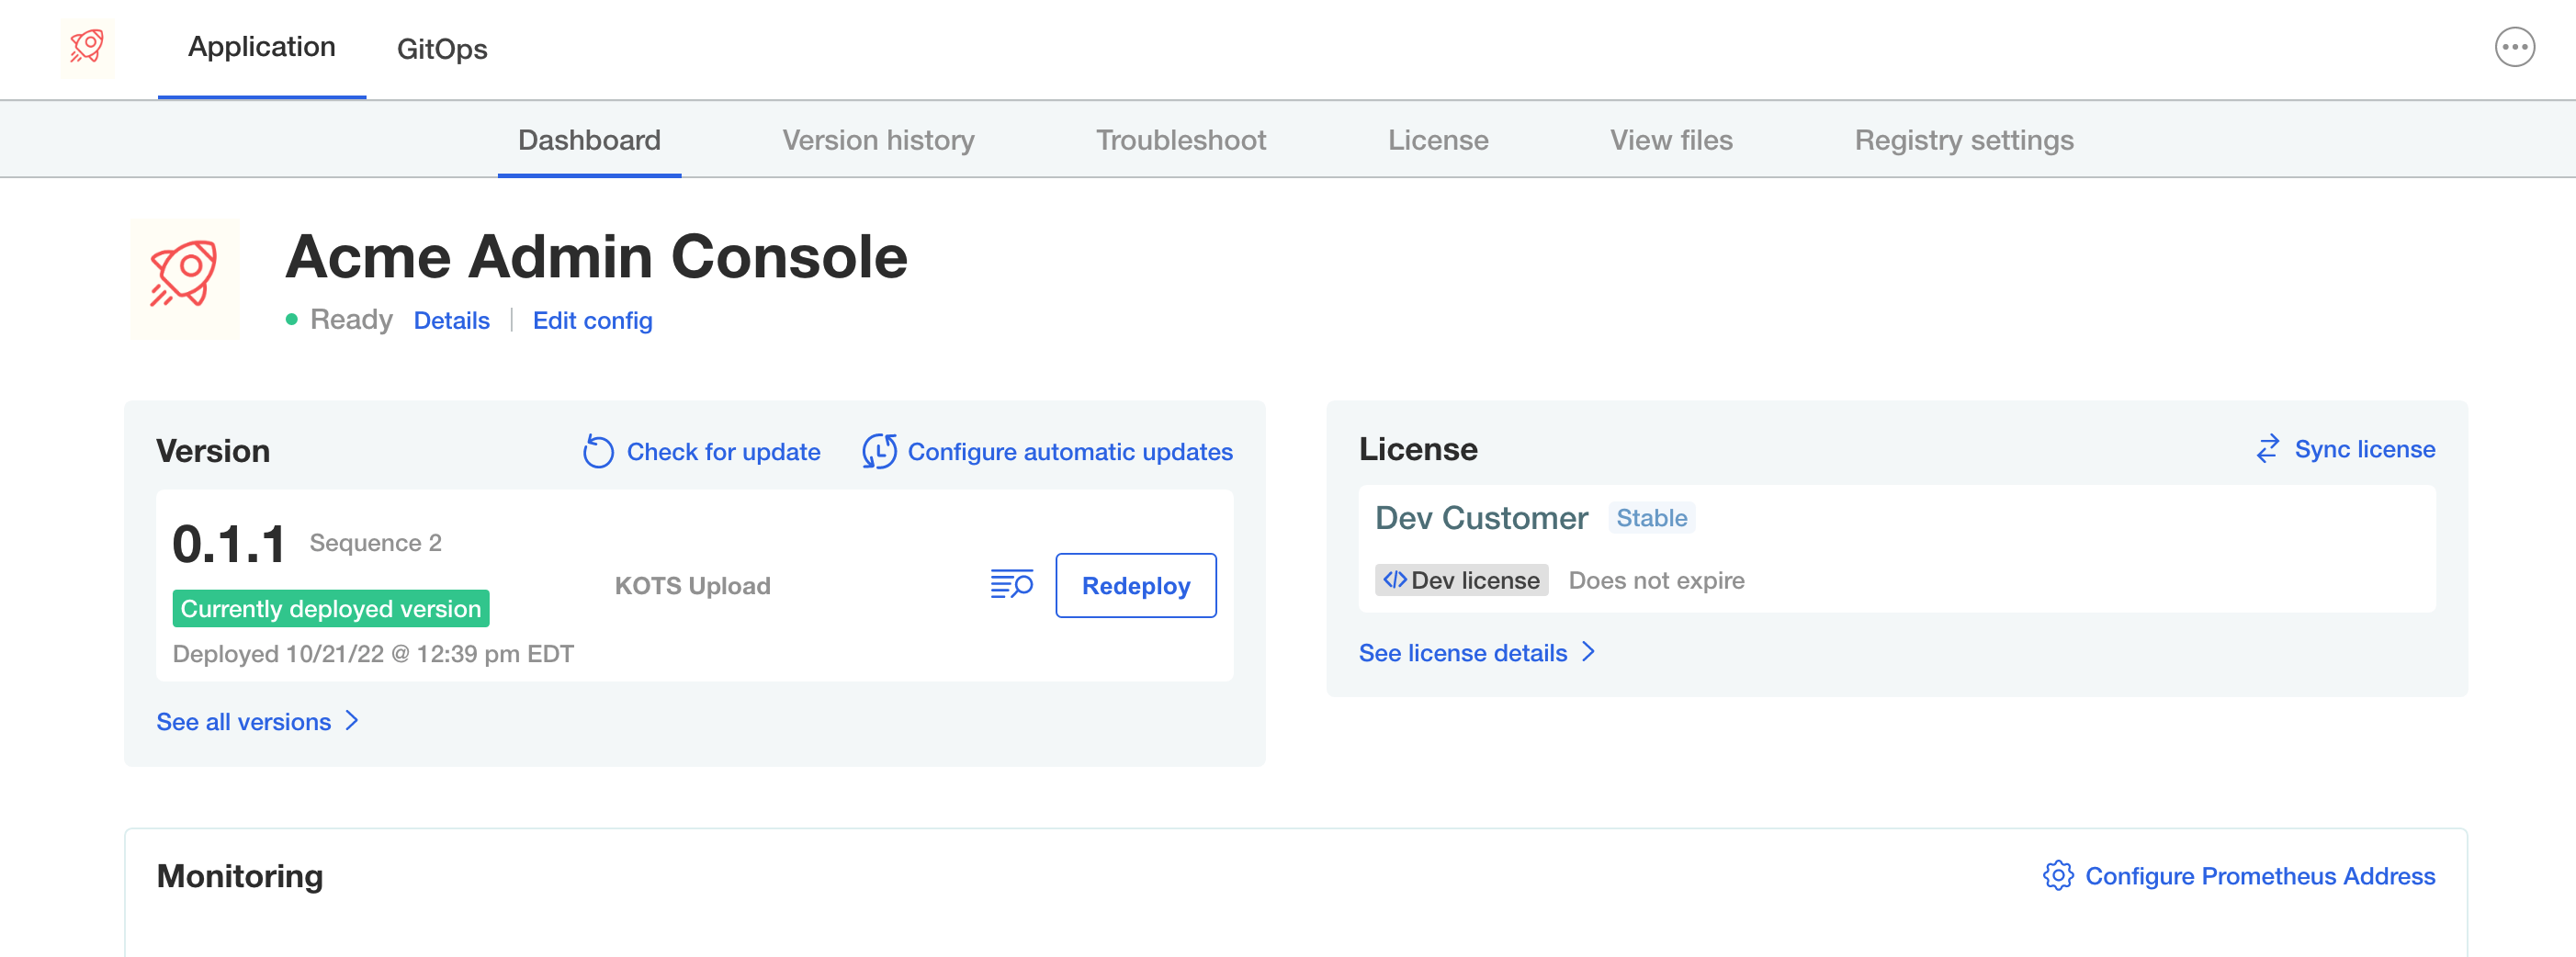 Application GitOps
Dashboard Version history Troubleshoot License View files Registry settings
Acme Admin Console
Ready Details Edit config
Version Check for update Configure automatic updates
0.1.1 Sequence 2
Currently deployed version
Deployed 10/21/22 @ 12:39 pm EDT
KOTS Upload
Redeploy
See all versions
License Sync license
Dev Customer Stable
Dev license Does not expire
See license details
Monitoring Configure Prometheus Address